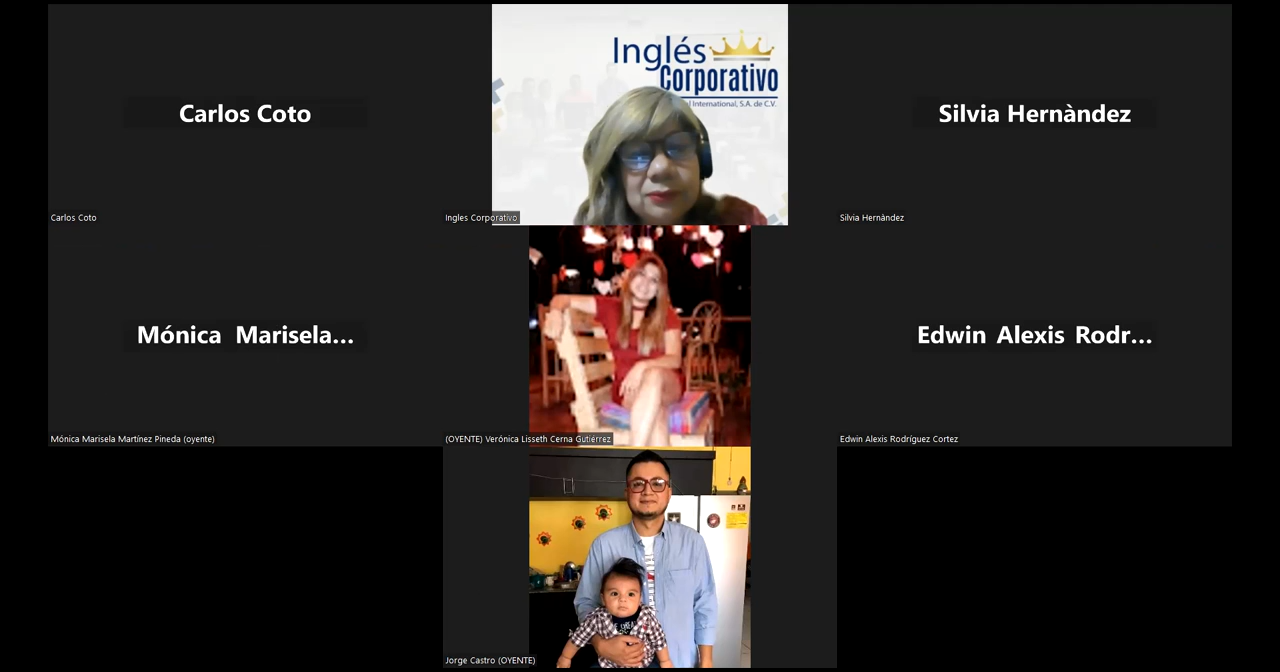 Carlos Coto
Carlos Coto
Inglés
Corporativo
l International, S.A. de C.V.
Ingles Corporativo
Silvia Hernàndez
Silvia Hernàndez
Mónica Marisela...
Mónica Marisela Martínez Pineda (oyente)
(OYENTE) Verónica Lisseth Cerna Gutiérrez
Edwin Alexis Rodr...
Edwin Alexis Rodríguez Cortez
Jorge Castro (OYENTE)